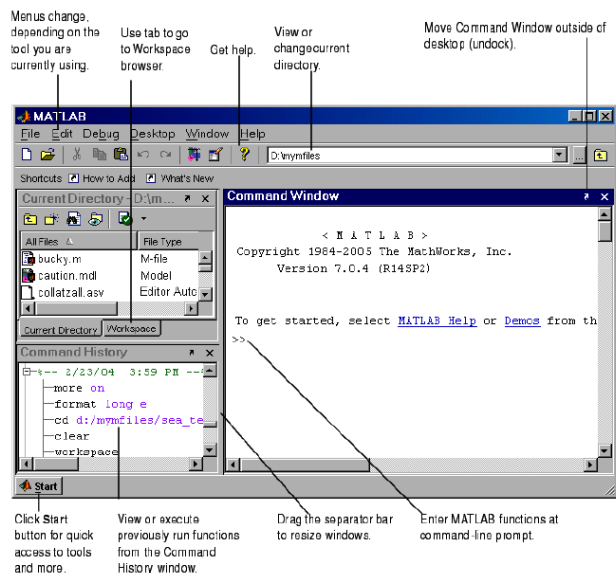 Menus change,
depending on the
tool you are
currently using.
Use tab to go
to Workspace
browser.
Get help.
View or
changecurrent
directory.
Move Command Window outside of
desktop (undock).
MATLAB
File Edit Debug Desktop Window Help
D:\mymfiles
Shortcuts How to Add What's New
Current Directory - D:\m...
All Files File Type
bucky.m M-file
caution.mdl Model
collatzall.asv Editor Auto
Current Directory Workspace
Command History
%-- 2/23/04 3:59 PM --%
more on
format long e
cd d:/mymfiles/sea_te
clear
workspace
Command Window
< M A T L A B >
Copyright 1984-2005 The MathWorks, Inc.
Version 7.0.4 (R14SP2)
To get started, select MATLAB Help or Demos from th
>>
Start
Click Start
button for quick
access to tools
and more.
View or execute
previously run functions
from the Command
History window.
Drag the separator bar
to resize windows.
Enter MATLAB functions at
command-line prompt.